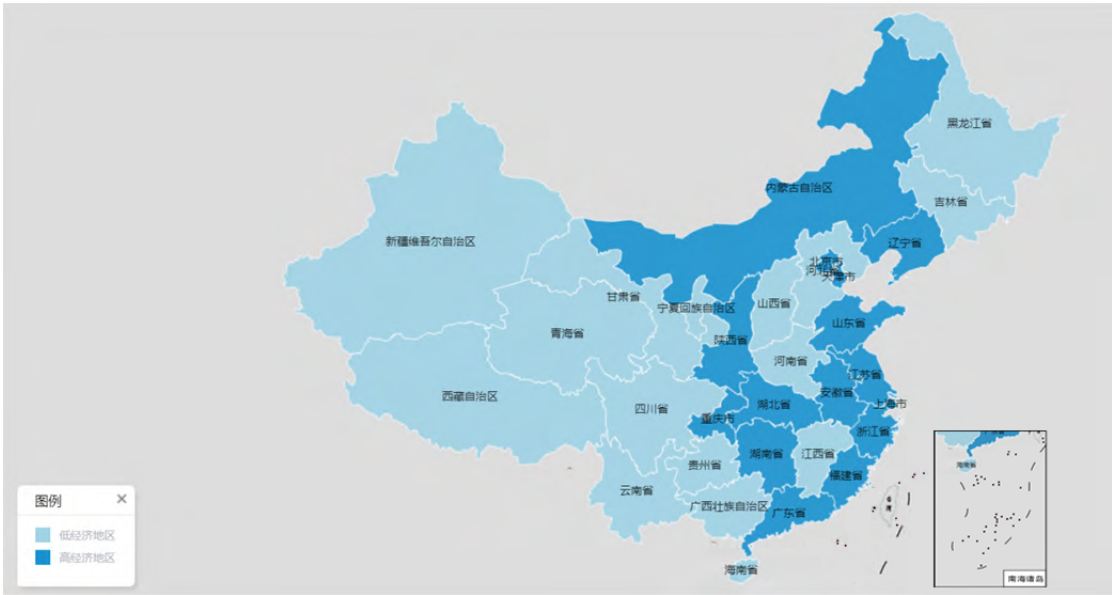 黑龙江省
内蒙古自治区
吉林省
新疆维吾尔自治区
辽宁省
北京市
河北省
天津市
甘肃省
宁夏回族自治区
山西省
山东省
青海省
陕西省
河南省
江苏省
安徽省
西藏自治区
四川省
湖北省
上海市
重庆市
浙江省
湖南省
江西省
贵州省
福建省
云南省
广西壮族自治区
广东省
台湾
海南省
海南省
南海诸岛
图例 ×
低经济地区
高经济地区